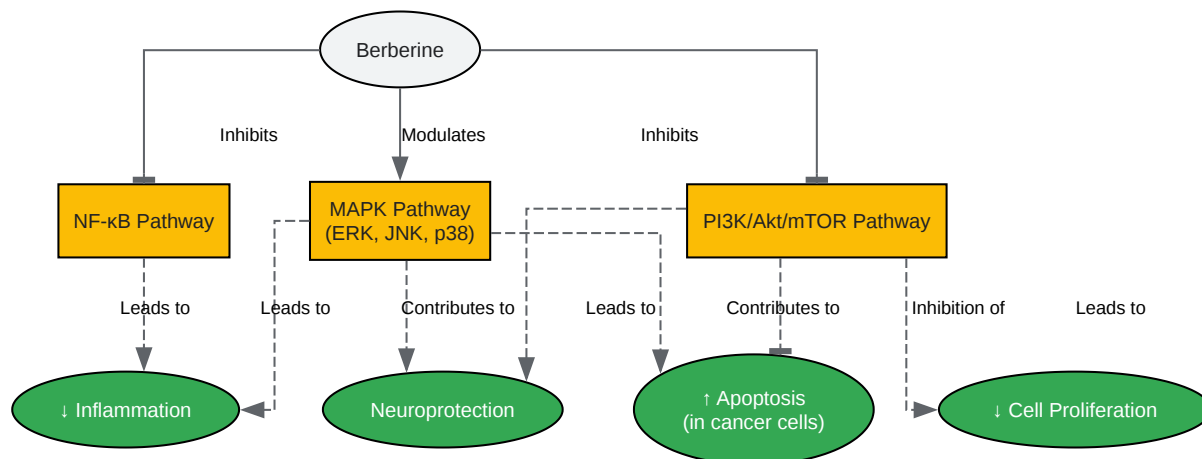 Berberine
Inhibits
Modulates
Inhibits
NF-κB Pathway
MAPK Pathway
(ERK, JNK, p38)
PI3K/Akt/mTOR Pathway
Leads to
Leads to
Contributes to
Leads to
Contributes to
Inhibition of
Leads to
↓ Inflammation
Neuroprotection
↑ Apoptosis
(in cancer cells)
↓ Cell Proliferation